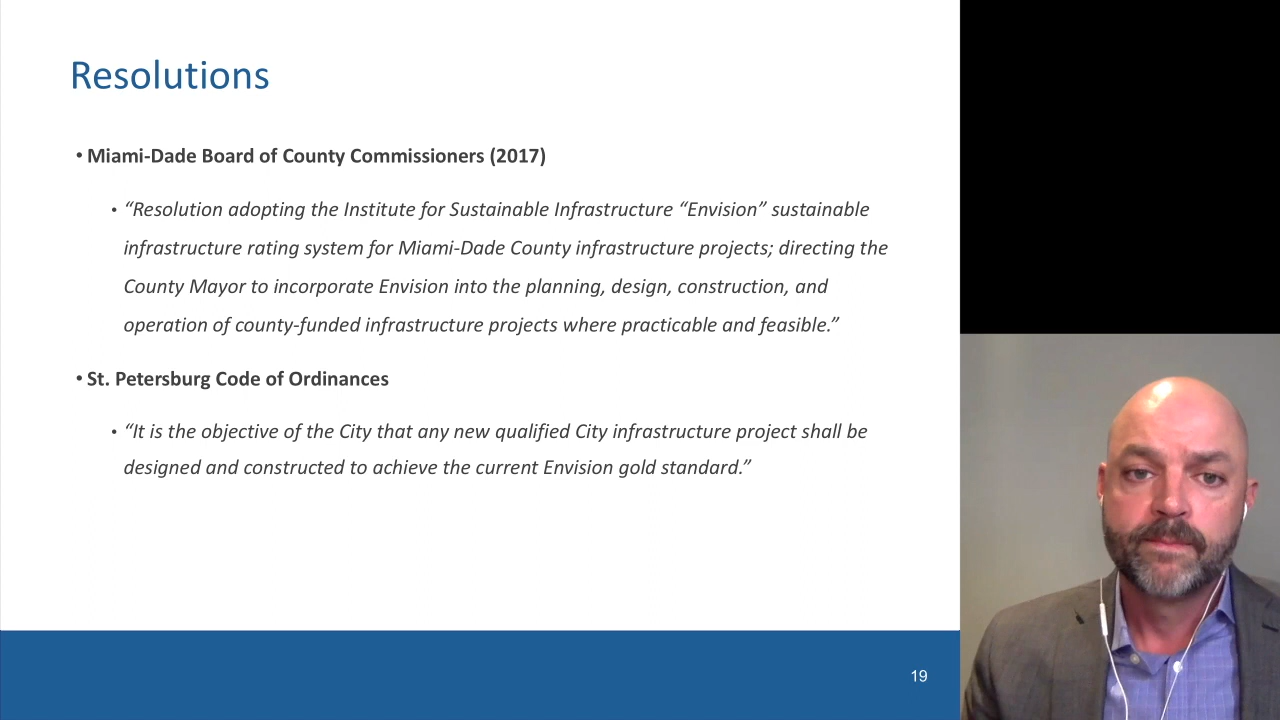 Resolutions
• Miami-Dade Board of County Commissioners (2017)
• “Resolution adopting the Institute for Sustainable Infrastructure “Envision” sustainable
infrastructure rating system for Miami-Dade County infrastructure projects; directing the
County Mayor to incorporate Envision into the planning, design, construction, and
operation of county-funded infrastructure projects where practicable and feasible.”
• St. Petersburg Code of Ordinances
• “It is the objective of the City that any new qualified City infrastructure project shall be
designed and constructed to achieve the current Envision gold standard.”
19